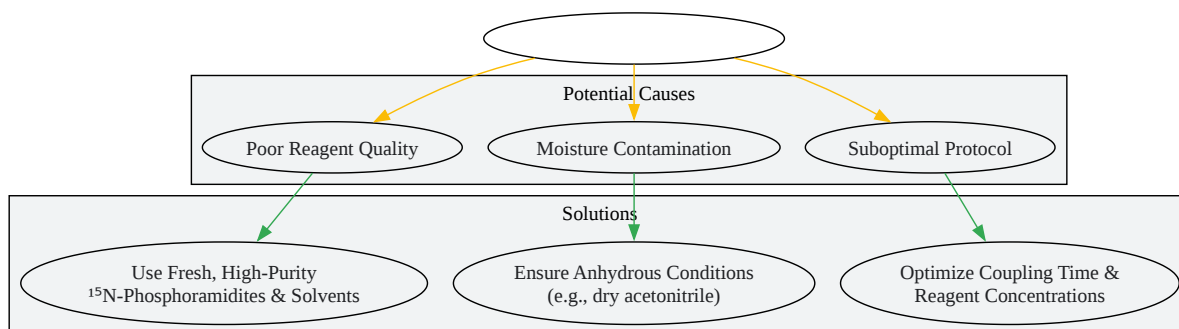 Potential Causes
Poor Reagent Quality
Moisture Contamination
Suboptimal Protocol
Solutions
Use Fresh, High-Purity
¹⁵N-Phosphoramidites & Solvents
Ensure Anhydrous Conditions
(e.g., dry acetonitrile)
Optimize Coupling Time &
Reagent Concentrations